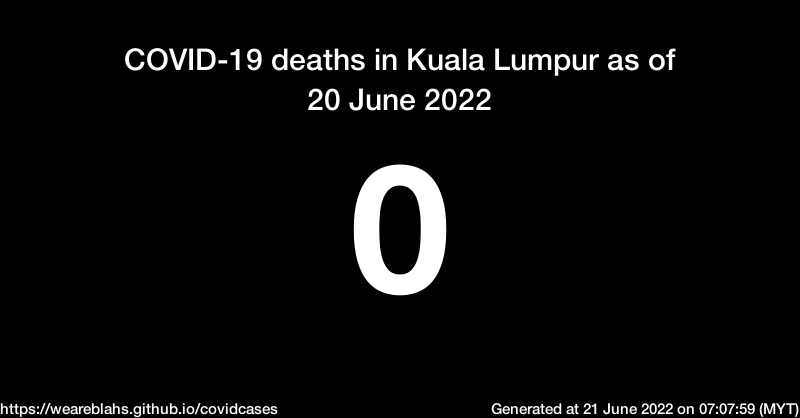 COVID-19 deaths in Kuala Lumpur as of
20 June 2022
0
https://weareblahs.github.io/covidcases
Generated at 21 June 2022 on 07:07:59 (MYT)